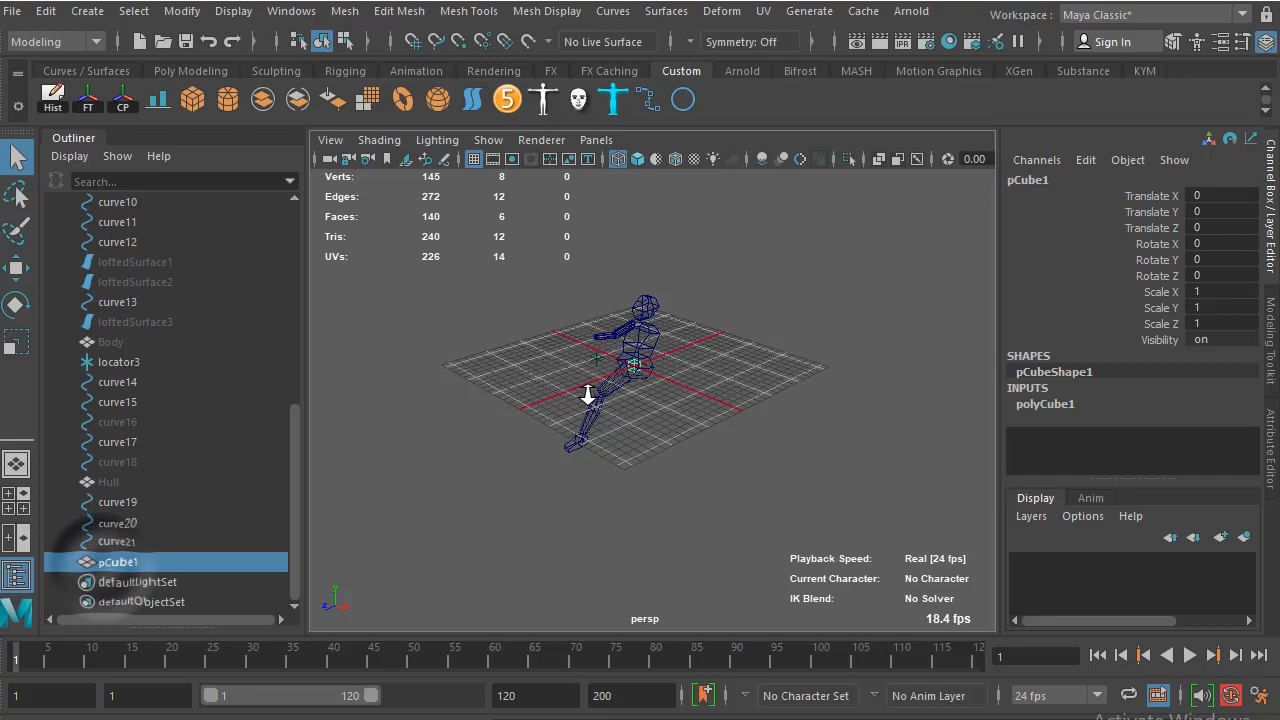 File Edit Create Select Modify Display Windows Mesh Edit Mesh Mesh Tools Mesh Display Curves Surfaces Deform UV Generate Cache Arnold Workspace: Maya Classic*
Modeling No Live Surface Symmetry: Off IPR Sign In
Curves / Surfaces Poly Modeling Sculpting Rigging Animation Rendering FX FX Caching Custom Arnold Bifrost MASH Motion Graphics XGen Substance KYM
Hist FT CP 5
Outliner
Display Show Help
Search...
curve10
curve11
curve12
loftedSurface1
loftedSurface2
curve13
loftedSurface3
Body
locator3
curve14
curve15
curve16
curve17
curve18
Hull
curve19
curve20
curve21
pCube1
defaultLightSet
defaultObjectSet
View Shading Lighting Show Renderer Panels
0.00
Verts: 145 8 0
Edges: 272 12 0
Faces: 140 6 0
Tris: 240 12 0
UVs: 226 14 0
Playback Speed: Real [24 fps]
Current Character: No Character
IK Blend: No Solver
18.4 fps
persp
y
z x
Channels Edit Object Show
pCube1
Translate X 0
Translate Y 0
Translate Z 0
Rotate X 0
Rotate Y 0
Rotate Z 0
Scale X 1
Scale Y 1
Scale Z 1
Visibility on
SHAPES
pCubeShape1
INPUTS
polyCube1
Display Anim
Layers Options Help
Channel Box / Layer Editor
Modeling Toolkit
Attribute Editor
1 5 10 15 20 25 30 35 40 45 50 55 60 65 70 75 80 85 90 95 100 105 110 115 12 1
1 1 1 120 120 200 No Character Set No Anim Layer 24 fps
Activate Windows